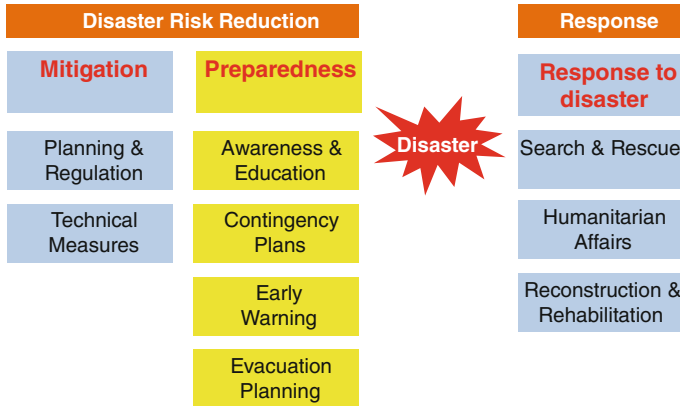 Disaster Risk Reduction
Mitigation
Planning &
Regulation
Technical
Measures
Preparedness
Awareness &
Education
Contingency
Plans
Early
Warning
Evacuation
Planning
Disaster
Response
Response to
disaster
Search & Rescue
Humanitarian
Affairs
Reconstruction &
Rehabilitation